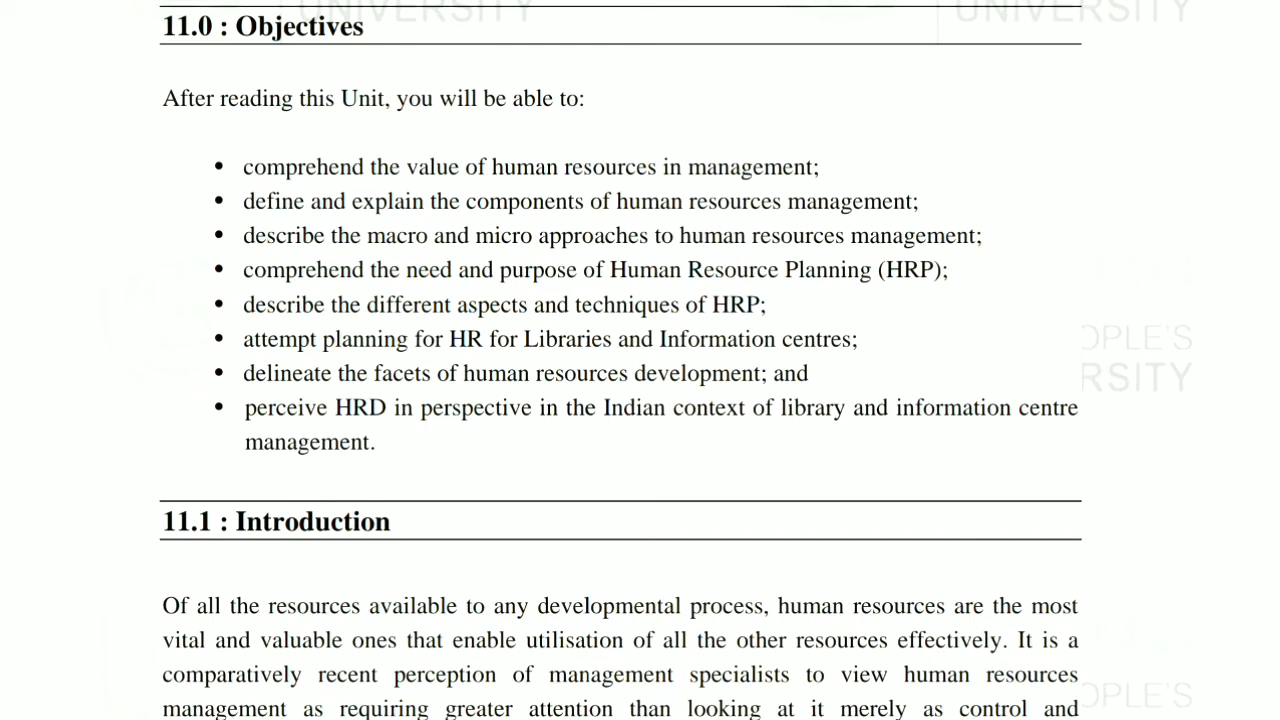 UNIVERSITY UNIVERSITY
11.0 : Objectives
After reading this Unit, you will be able to:
• comprehend the value of human resources in management;
• define and explain the components of human resources management;
• describe the macro and micro approaches to human resources management;
• comprehend the need and purpose of Human Resource Planning (HRP);
• describe the different aspects and techniques of HRP;
• attempt planning for HR for Libraries and Information centres;
OPLE'S
• delineate the facets of human resources development; and
RSITY
• perceive HRD in perspective in the Indian context of library and information centre
management.
11.1 : Introduction
Of all the resources available to any developmental process, human resources are the most
vital and valuable ones that enable utilisation of all the other resources effectively. It is a
comparatively recent perception of management specialists to view human resources
management as requiring greater attention than looking at it merely as control and
OPLE'S